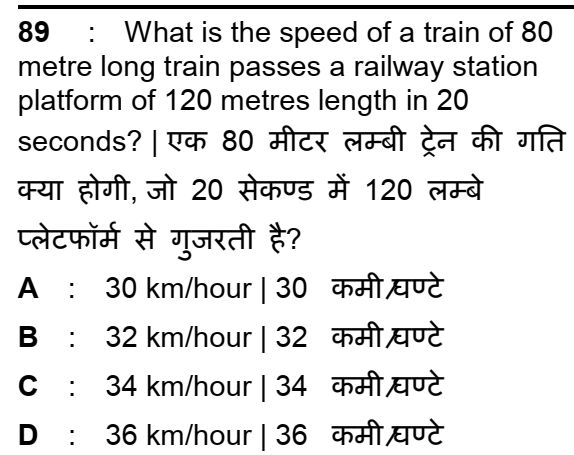 89 : What is the speed of a train of 80
metre long train passes a railway station
platform of 120 metres length in 20
seconds? | एक 80 मीटर लम्बी ट्रेन की गति
क्या होगी, जो 20 सेकण्ड में 120 लम्बे
प्लेटफॉर्म से गुजरती है?
A : 30 km/hour | 30 कमी/घण्टे
B : 32 km/hour | 32 कमी/घण्टे
C : 34 km/hour | 34 कमी/घण्टे
D : 36 km/hour | 36 कमी/घण्टे